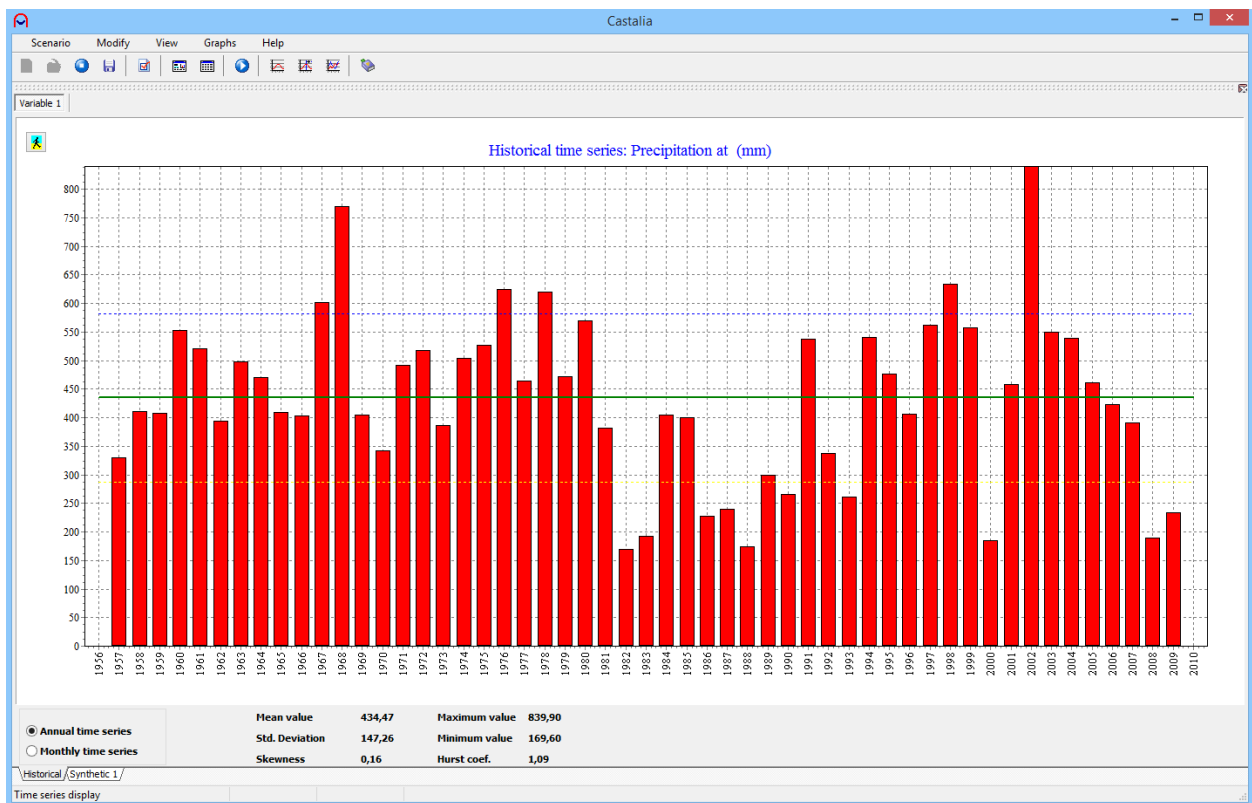 Castalia
Scenario Modify View Graphs Help
Variable 1
Historical time series: Precipitation at (mm)
800
750
700
650
600
550
500
450
400
350
300
250
200
150
100
50
0
1956 1957 1958 1959 1960 1961 1962 1963 1964 1965 1966 1967 1968 1969 1970 1971 1972 1973 1974 1975 1976 1977 1978 1979 1980 1981 1982 1983 1984 1985 1986 1987 1988 1989 1990 1991 1992 1993 1994 1995 1996 1997 1998 1999 2000 2001 2002 2003 2004 2005 2006 2007 2008 2009 2010
Annual time series
Monthly time series
Mean value 434,47 Maximum value 839,90
Std. Deviation 147,26 Minimum value 169,60
Skewness 0,16 Hurst coef. 1,09
Historical Synthetic 1
Time series display